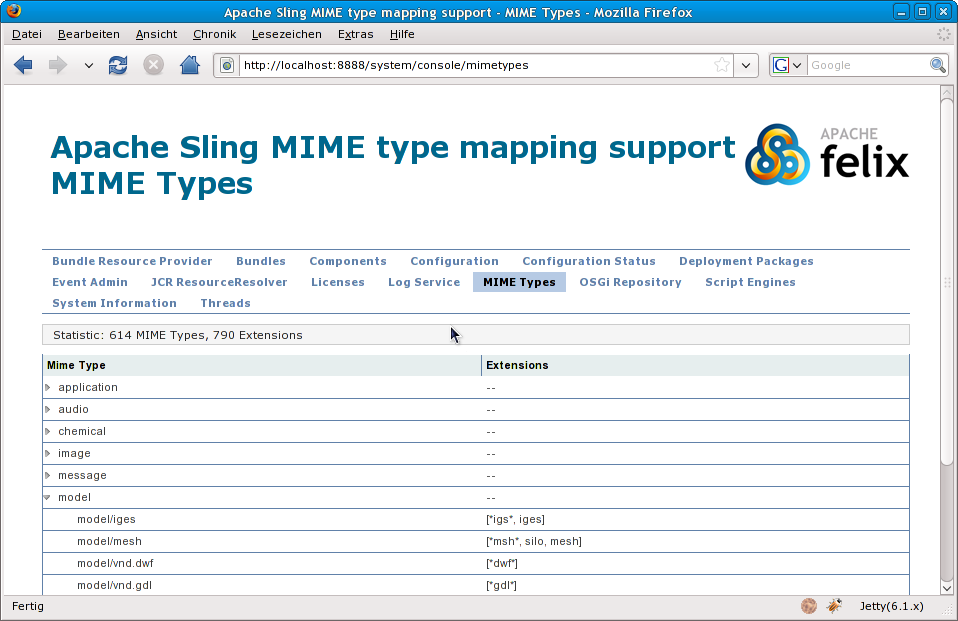 Apache Sling MIME type mapping support - MIME Types - Mozilla Firefox
Datei Bearbeiten Ansicht Chronik Lesezeichen Extras Hilfe
http://localhost:8888/system/console/mimetypes
G Google
Apache Sling MIME type mapping support
MIME Types
APACHE
felix
Bundle Resource Provider Bundles Components Configuration Configuration Status Deployment Packages
Event Admin JCR ResourceResolver Licenses Log Service MIME Types OSGi Repository Script Engines
System Information Threads
Statistic: 614 MIME Types, 790 Extensions
Mime Type Extensions
application --
audio --
chemical --
image --
message --
model --
model/iges [*igs*, iges]
model/mesh [*msh*, silo, mesh]
model/vnd.dwf [*dwf*]
model/vnd.gdl [*gdl*]
Fertig Jetty(6.1.x)